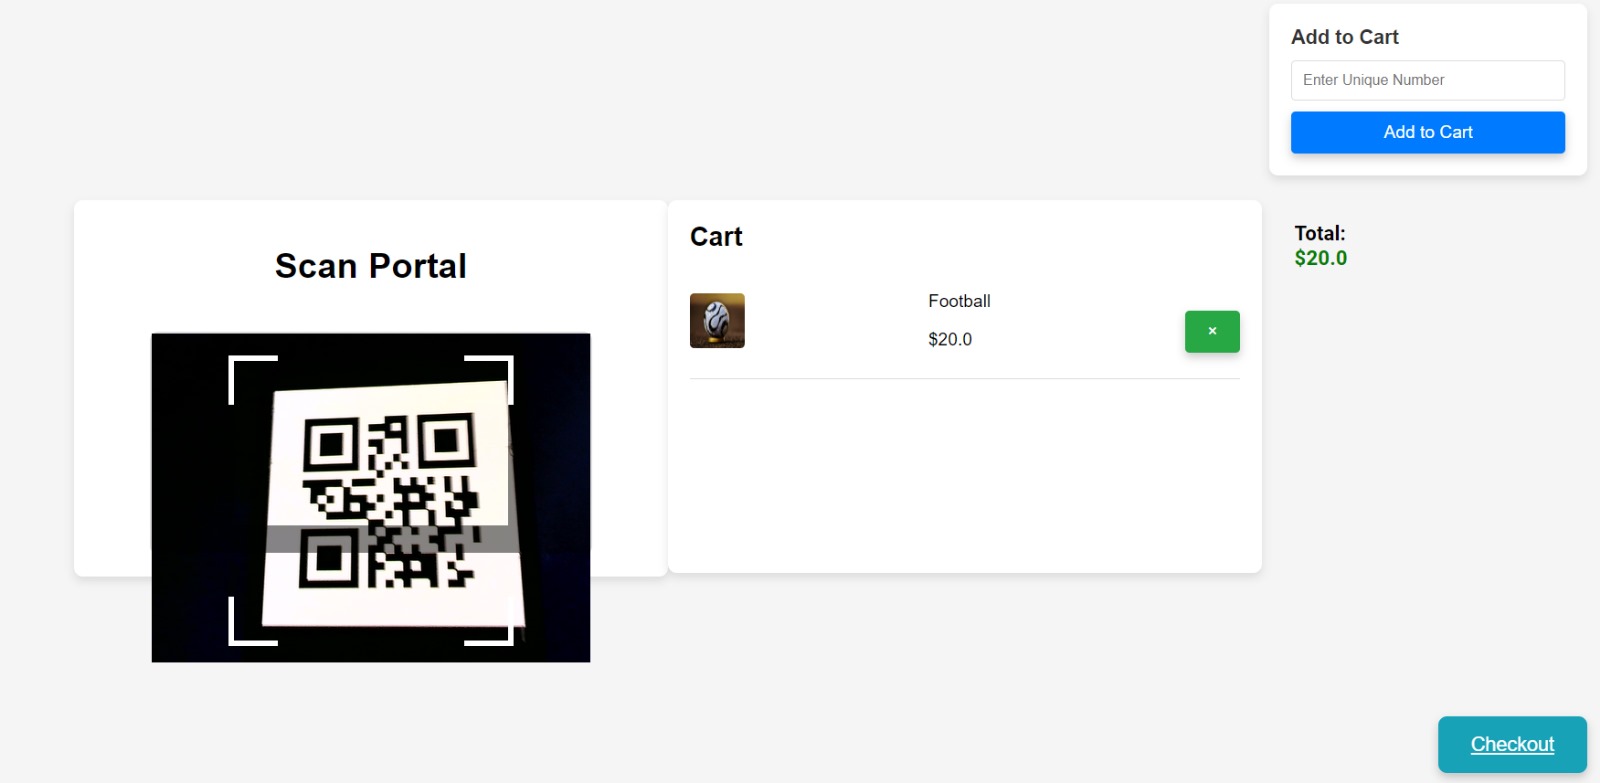 Add to Cart
Enter Unique Number
Add to Cart
Scan Portal
Cart
Football
$20.0
×
Total:
$20.0
Checkout